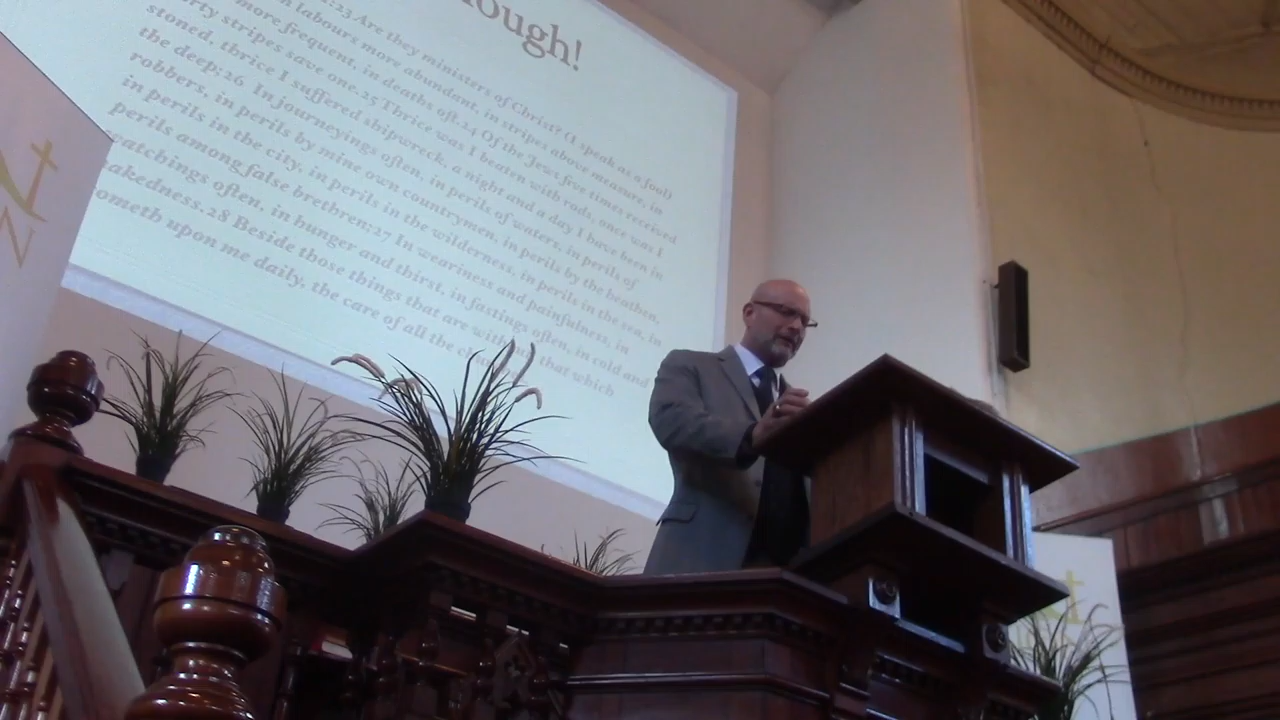 ough!
:23 Are they ministers of Christ? (I speak as a fool)
labours more abundant, in stripes above measure, in
more frequent, in deaths oft.24 Of the Jews five times received
rty stripes save one.25 Thrice was I beaten with rods, once was I
stoned, thrice I suffered shipwreck, a night and a day I have been in
the deep;26 In journeyings often, in perils of waters, in perils of
robbers, in perils by mine own countrymen, in perils by the heathen,
in perils in the city, in perils in the wilderness, in perils in the sea, in
perils among false brethren;27 In weariness and painfulness, in
watchings often, in hunger and thirst, in fastings often, in cold and
nakedness.28 Beside those things that are without, that which
ometh upon me daily, the care of all the
N